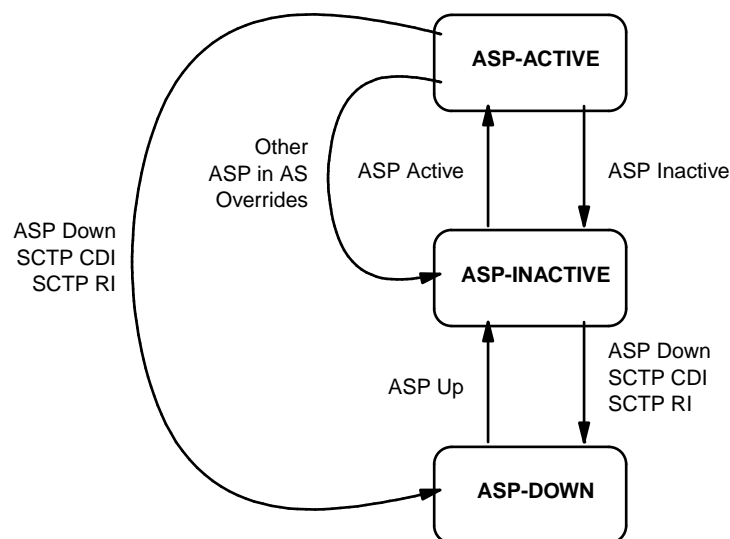 ASP-ACTIVE
Other
ASP in AS
Overrides
ASP Active
ASP Inactive
ASP Down
SCTP CDI
SCTP RI
ASP-INACTIVE
ASP Up
ASP Down
SCTP CDI
SCTP RI
ASP-DOWN